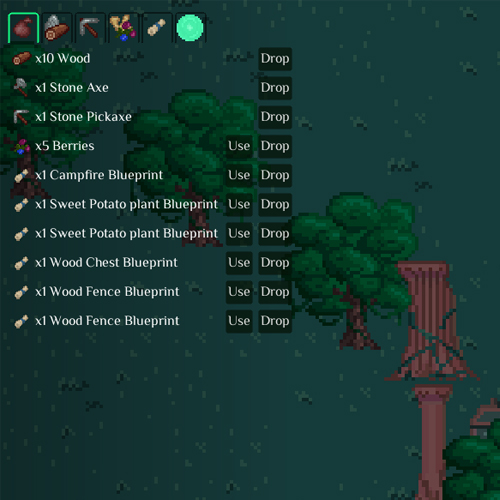 x10 Wood Drop
x1 Stone Axe Drop
x1 Stone Pickaxe Drop
x5 Berries Use Drop
x1 Campfire Blueprint Use Drop
x1 Sweet Potato plant Blueprint Use Drop
x1 Sweet Potato plant Blueprint Use Drop
x1 Wood Chest Blueprint Use Drop
x1 Wood Fence Blueprint Use Drop
x1 Wood Fence Blueprint Use Drop